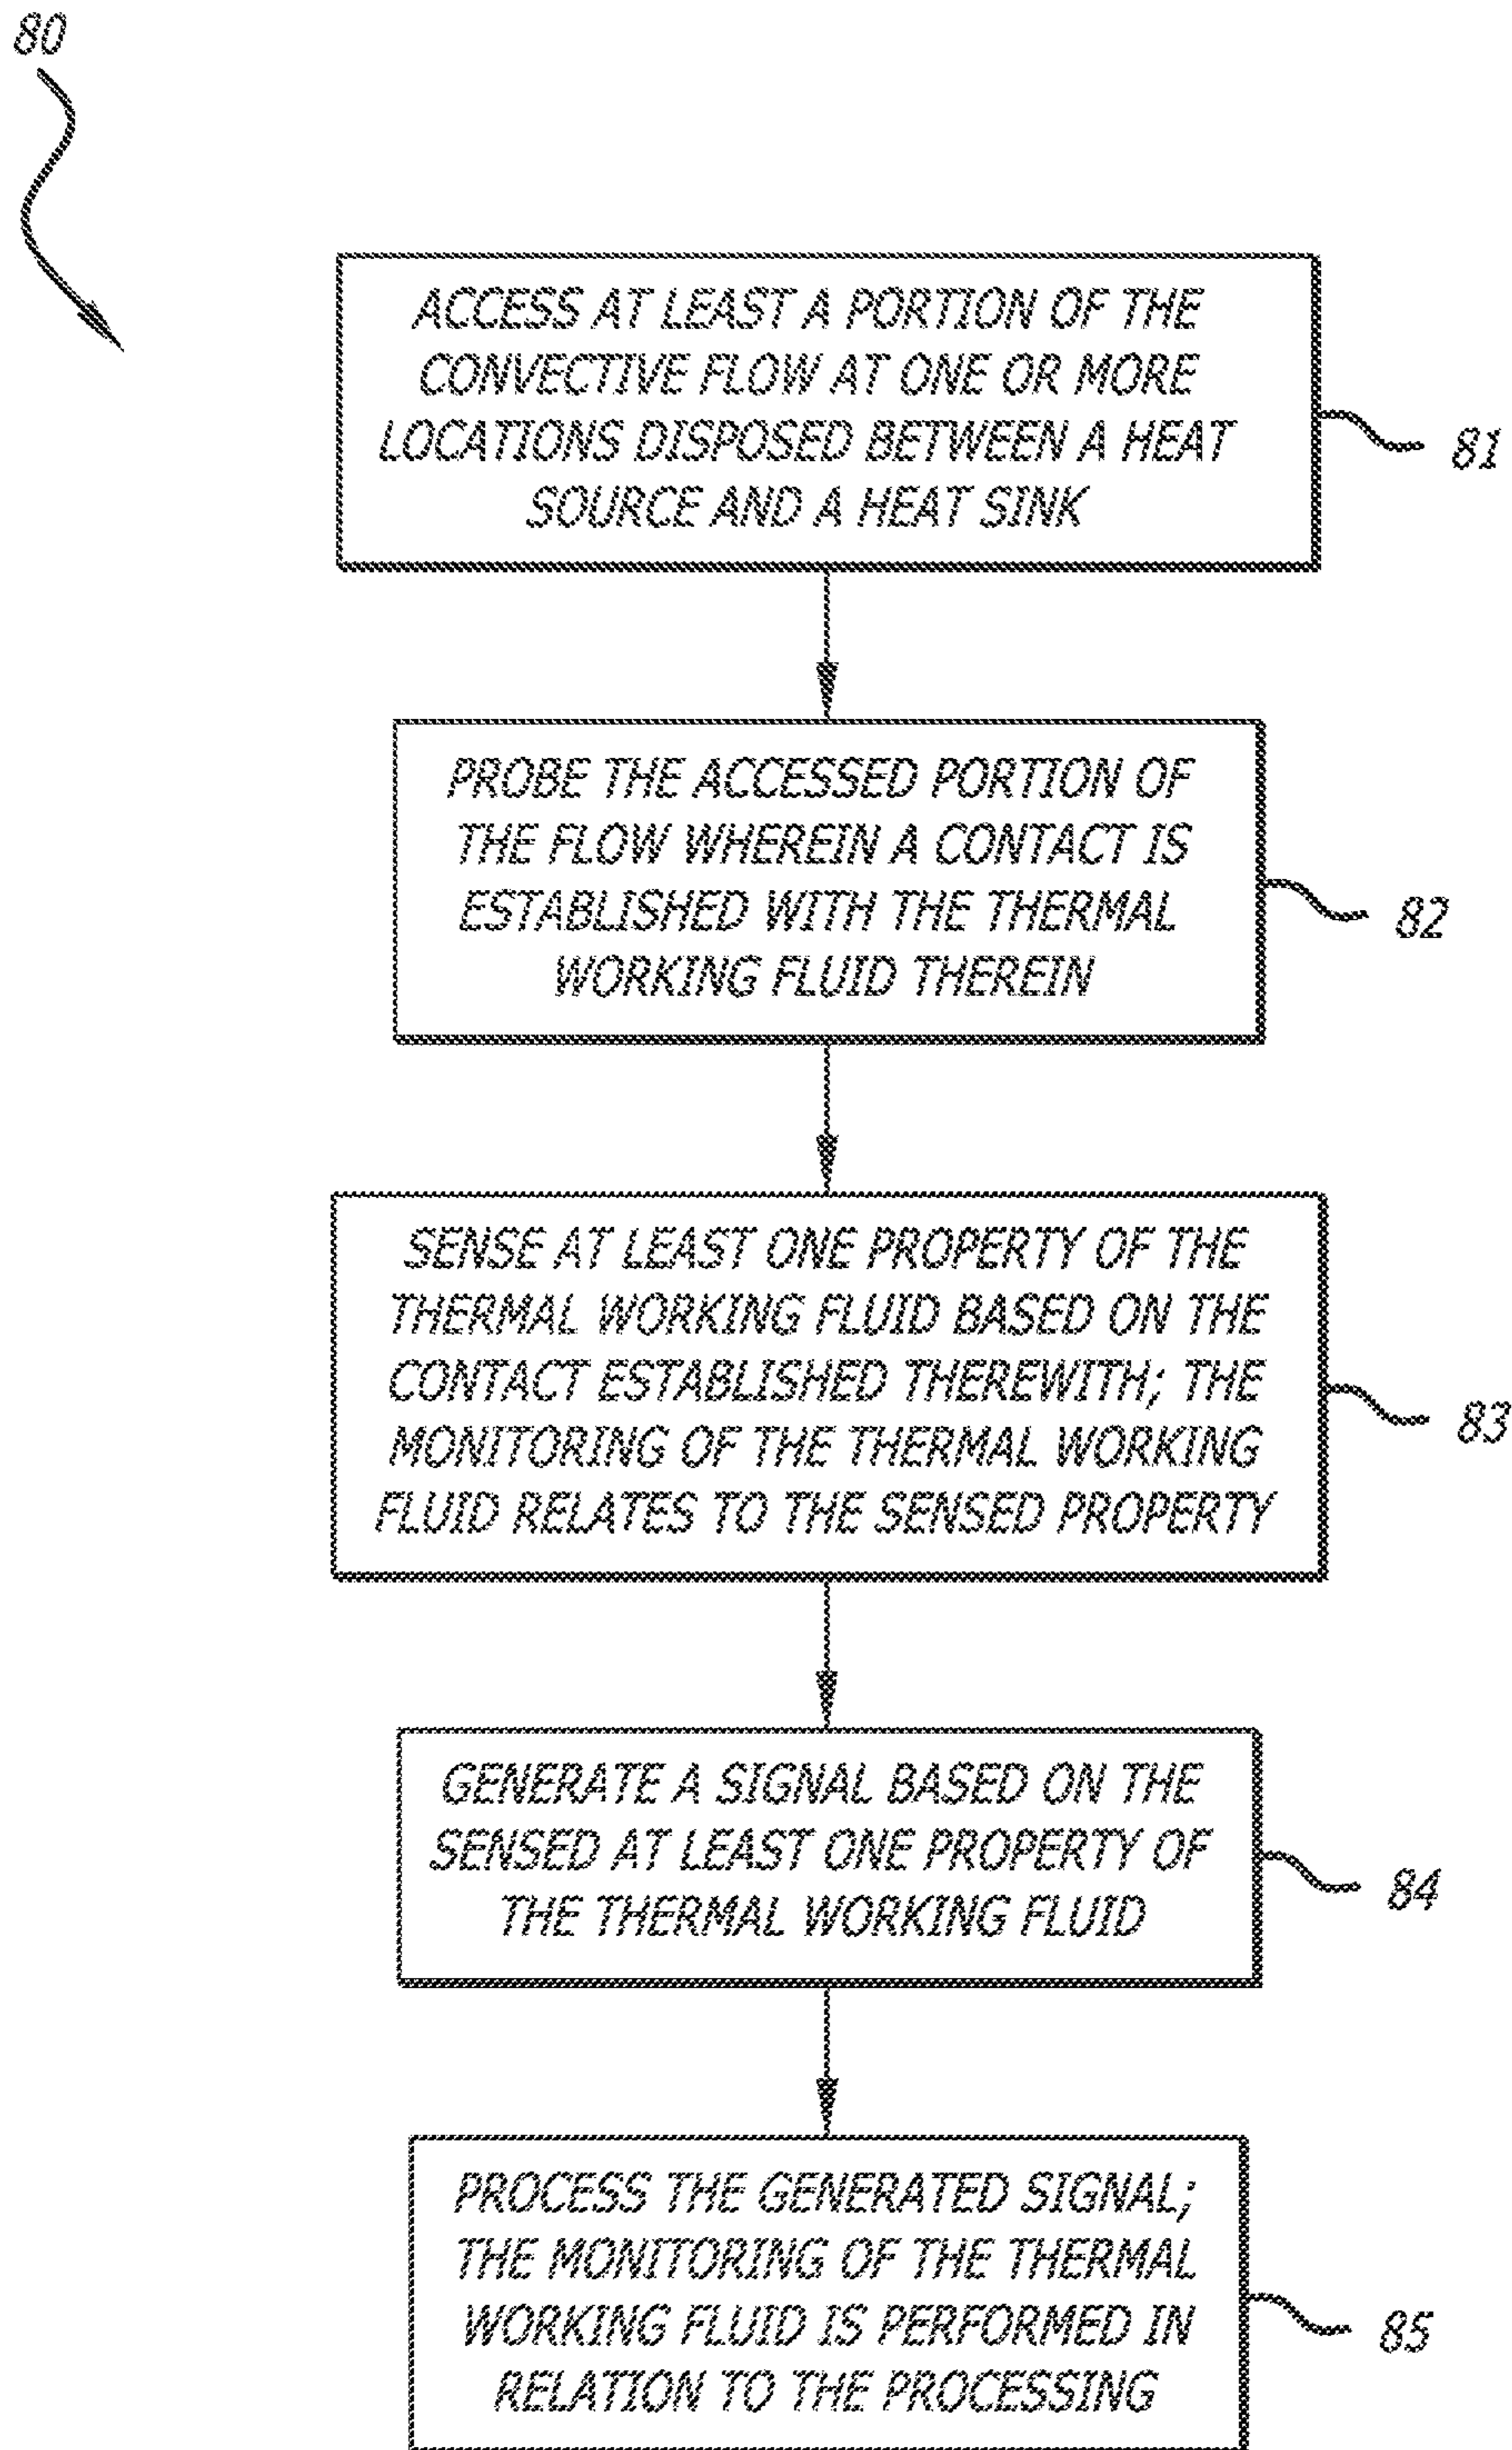 80
ACCESS AT LEAST A PORTION OF THE
CONVECTIVE FLOW AT ONE OR MORE
LOCATIONS DISPOSED BETWEEN A HEAT
SOURCE AND A HEAT SINK
81
PROBE THE ACCESSED PORTION OF
THE FLOW WHEREIN A CONTACT IS
ESTABLISHED WITH THE THERMAL
WORKING FLUID THEREIN
82
SENSE AT LEAST ONE PROPERTY OF THE
THERMAL WORKING FLUID BASED ON THE
CONTACT ESTABLISHED THEREWITH; THE
MONITORING OF THE THERMAL WORKING
FLUID RELATES TO THE SENSED PROPERTY
83
GENERATE A SIGNAL BASED ON THE
SENSED AT LEAST ONE PROPERTY OF
THE THERMAL WORKING FLUID
84
PROCESS THE GENERATED SIGNAL;
THE MONITORING OF THE THERMAL
WORKING FLUID IS PERFORMED IN
RELATION TO THE PROCESSING
85